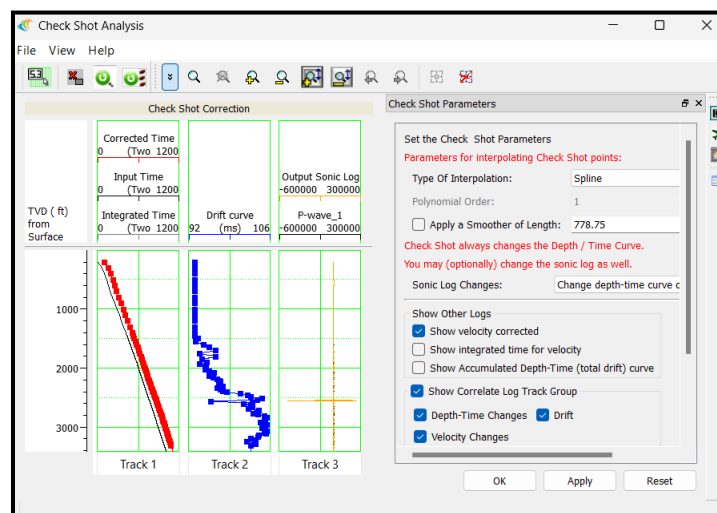 Check Shot Analysis
File View Help
Check Shot Correction
TVD ( ft)
from
Surface
Corrected Time
0 (Two 1200
Input Time
0 (Two 1200
Integrated Time
0 (Two 1200
Drift curve
92 (ms) 106
Output Sonic Log
-600000 300000
P-wave_1
-600000 300000
1000
2000
3000
Track 1
Track 2
Track 3
Check Shot Parameters
Set the Check Shot Parameters
Parameters for interpolating Check Shot points:
Type Of Interpolation: Spline
Polynomial Order: 1
Apply a Smoother of Length: 778.75
Check Shot always changes the Depth / Time Curve.
You may (optionally) change the sonic log as well.
Sonic Log Changes: Change depth-time curve
Show Other Logs
Show velocity corrected
Show integrated time for velocity
Show Accumulated Depth-Time (total drift) curve
Show Correlate Log Track Group
Depth-Time Changes Drift
Velocity Changes
OK Apply Reset